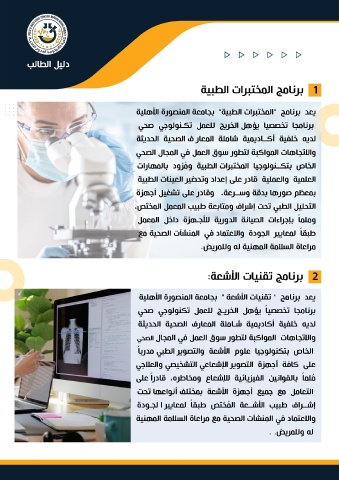 دليل الطالب
1 برنامج المختبرات الطبية
يعد برنامج "المختبرات الطبية" بجامعة المنصورة الأهلية
برنامجا تخصصيا يؤهل الخريج للعمل تكنولوجي صحي
لديه خلفية أكاديمية شاملة المعارف الصحية الحديثة
والاتجاهات المواكبة لتطور سوق العمل في المجال الصحي
الخاص بتكنولوجيا المختبرات الطبية ومُزود بالمهارات
العلمية والعملية قادر على إعداد وتحضير العينات الطبية
بمعظم صورها بدقة وسرعة، وقادر على تشغيل أجهزة
التحليل الطبي تحت إشراف ومتابعة طبيب المعمل المختص،
وملما بإجراءات الصيانة الدورية للأجهزة داخل المعمل
طبقاً لمعايير الجودة والاعتماد في المنشآت الصحية مع
مراعاة السلامة المهنية له وللمريض.
2 برنامج تقنيات الأشعة:
يعد برنامج " تقنيات الأشعة " بجامعة المنصورة الأهلية
برنامجا تخصصياً يؤهل الخريج للعمل تكنولوجي صحي
لديه خلفية أكاديمية شاملة المعارف الصحية الحديثة
والاتجاهات المواكبة لتطور سوق العمل في المجال الصحي
الخاص بتكنولوجيا علوم الأشعة والتصوير الطبي مدرباً
على كافة أجهزة التصوير الإشعاعي التشخيصي والعلاجي
مُلماً بالقوانين الفيزيائية للإشعاع ومخاطره، قادراً على
التعامل مع جميع أجهزة الأشعة بمختلف أنواعها تحت
إشراف طبيب الأشعة المُختص طبقاً لمعايير الجودة
والاعتماد في المنشآت الصحية مع مراعاة السلامة المهنية
له وللمريض. .